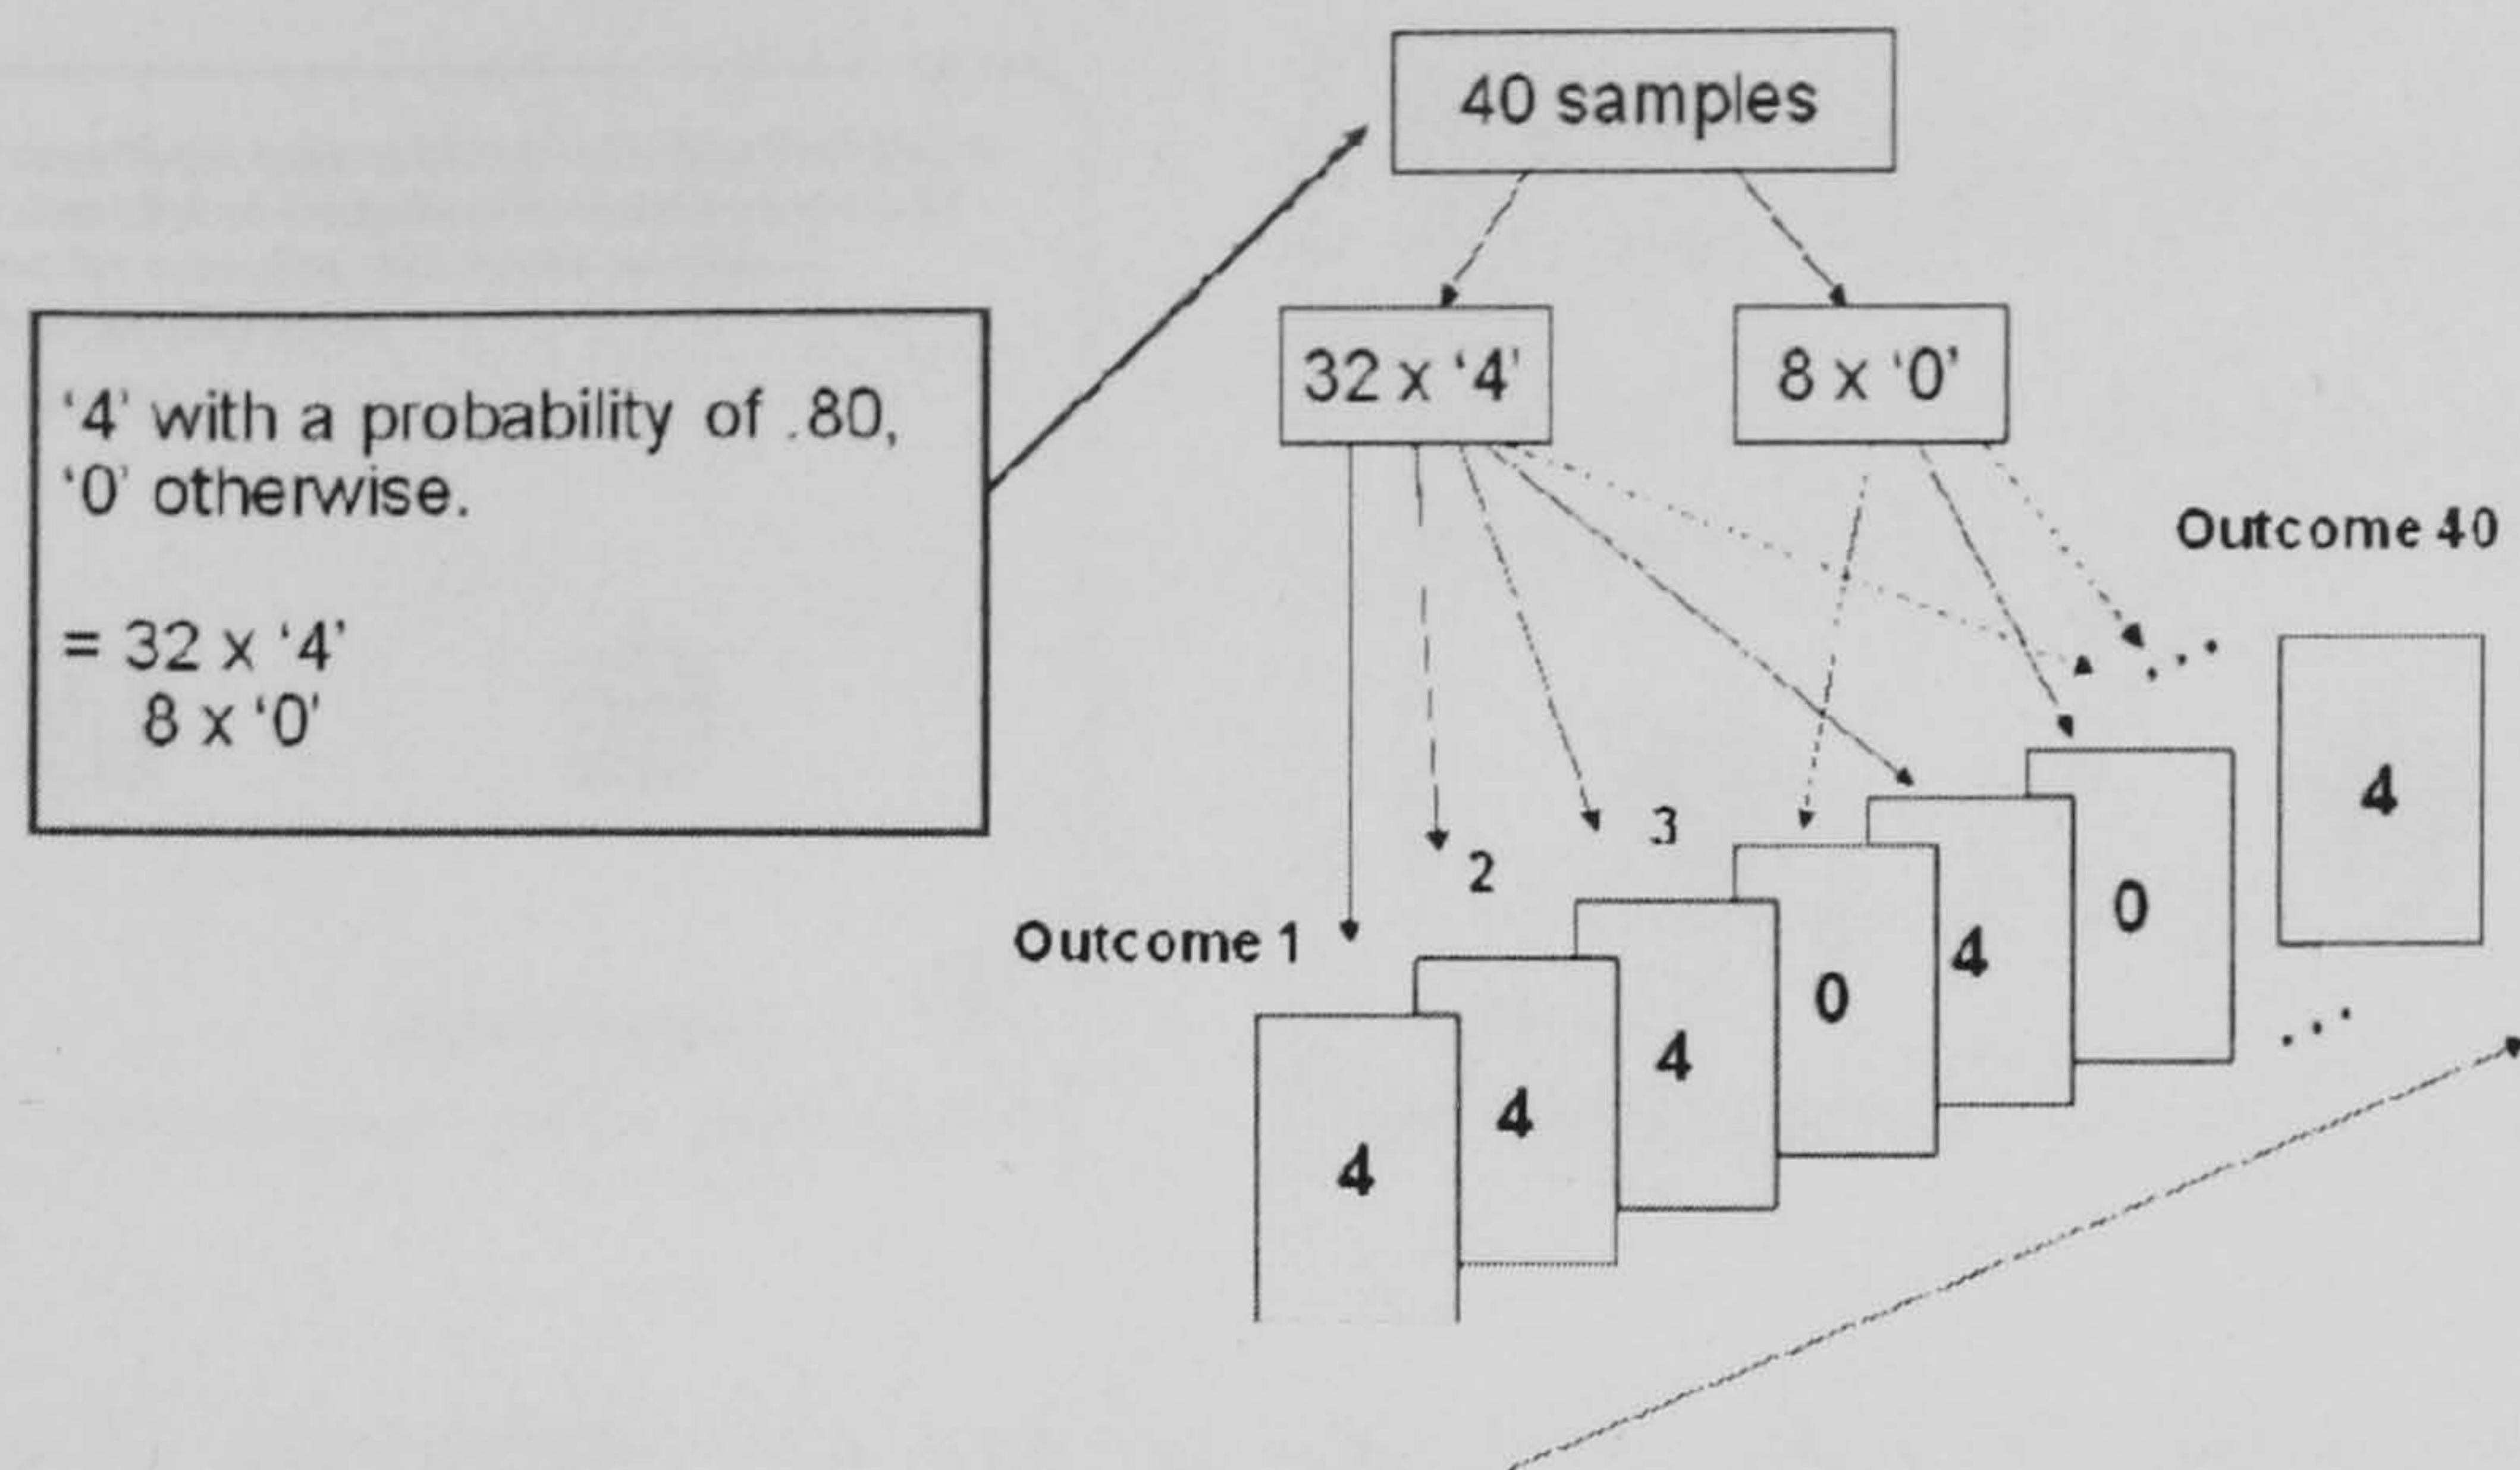 40 samples
32 x ‘4’
8 x ‘0’
‘4’ with a probability of .80,
‘0’ otherwise.
= 32 x ‘4’
8 x ‘0’
Outcome 40
Outcome 1
2
3
4
4
4
0
4
0
4